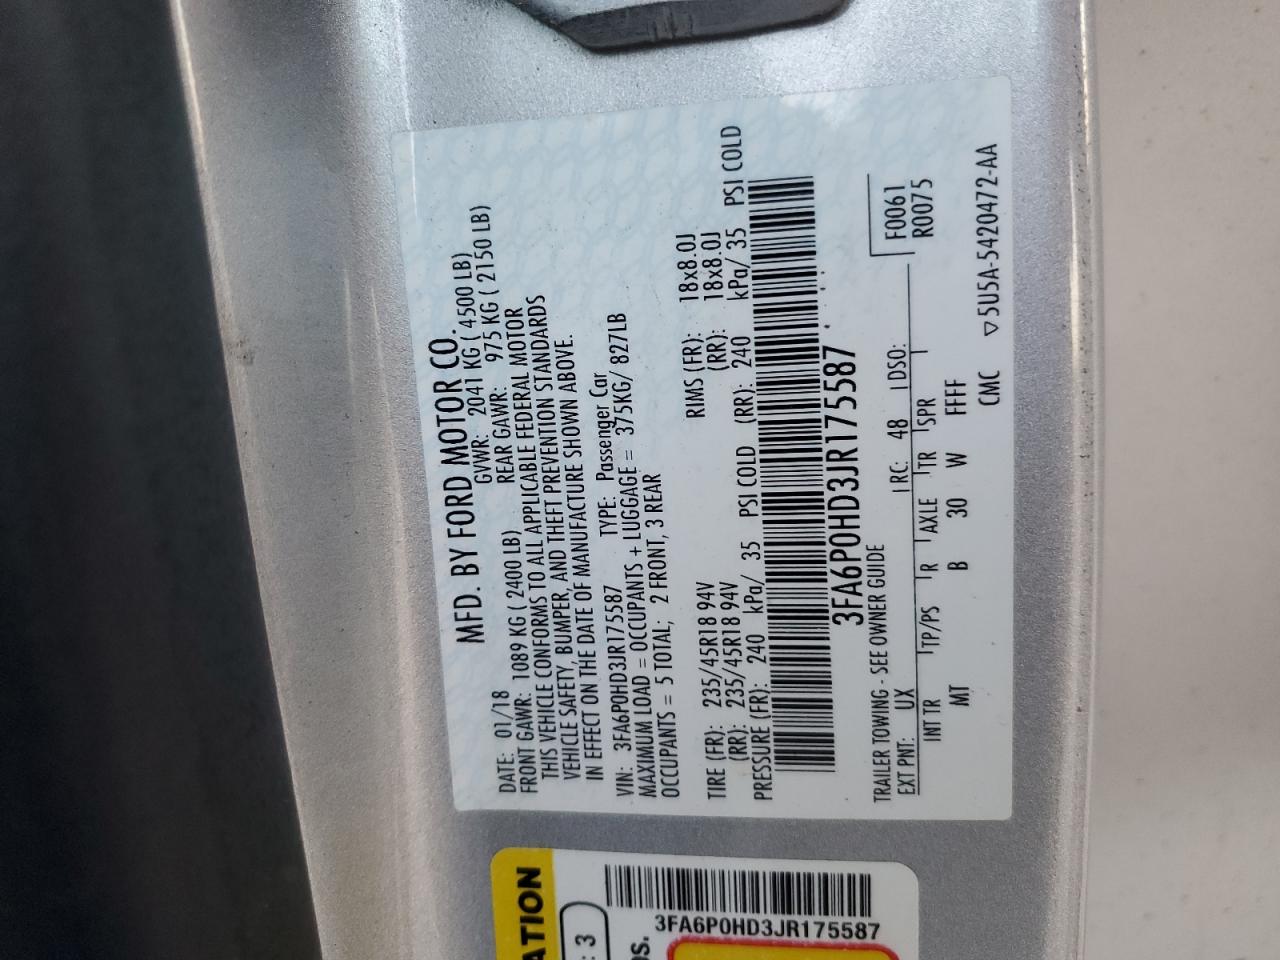 MFD. BY FORD MOTOR CO.
DATE: 01/18 GVWR: 2041 KG ( 4500 LB)
FRONT GAWR: 1089 KG ( 2400 LB) REAR GAWR: 975 KG ( 2150 LB)
THIS VEHICLE CONFORMS TO ALL APPLICABLE FEDERAL MOTOR
VEHICLE SAFETY, BUMPER, AND THEFT PREVENTION STANDARDS
IN EFFECT ON THE DATE OF MANUFACTURE SHOWN ABOVE.
VIN: 3FA6P0HD3JR175587 TYPE: Passenger Car
MAXIMUM LOAD = OCCUPANTS + LUGGAGE = 375KG/ 827LB
OCCUPANTS = 5 TOTAL; 2 FRONT, 3 REAR
TIRE (FR): 235/45R18 94V RIMS (FR): 18x8.0J
(RR): 235/45R18 94V (RR): 18x8.0J
PRESSURE (FR): 240 kPa/ 35 PSI COLD (RR): 240 kPa/ 35 PSI COLD
3FA6P0HD3JR175587
TRAILER TOWING - SEE OWNER GUIDE
EXT PNT: UX RC: 48 DSO:
F0061
R0075
INT TR TP/PS R AXLE TR SPR
MT B 30 W FFFF
CMC ▽5U5A-5420472-AA
ATION
: 3
os.
3FA6P0HD3JR175587